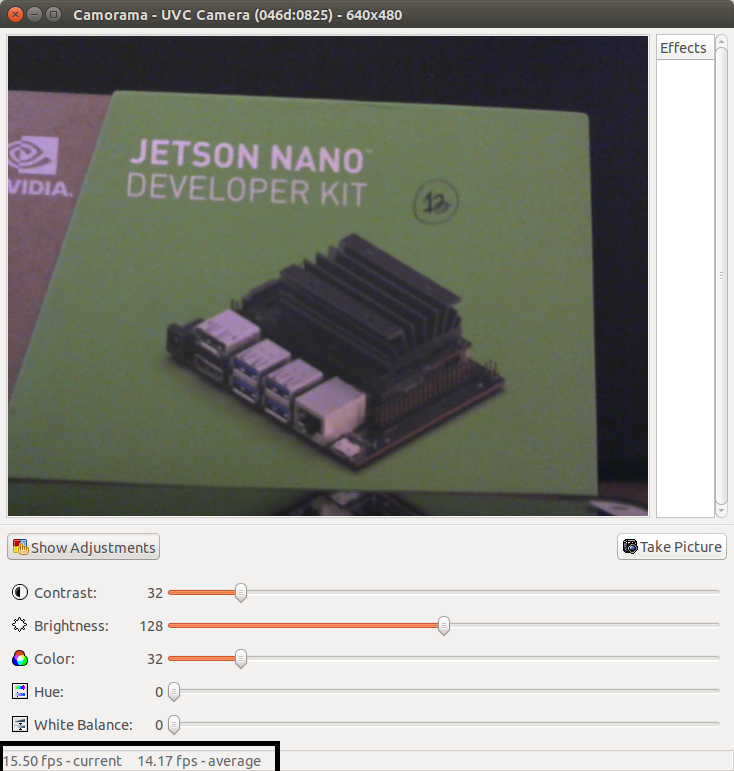 Camorama - UVC Camera (046d:0825) - 640x480
Effects
JETSON NANO™
DEVELOPER KIT
VIDIA.
13
Show Adjustments
Take Picture
Contrast: 32
Brightness: 128
Color: 32
Hue: 0
White Balance: 0
15.50 fps - current 14.17 fps - average